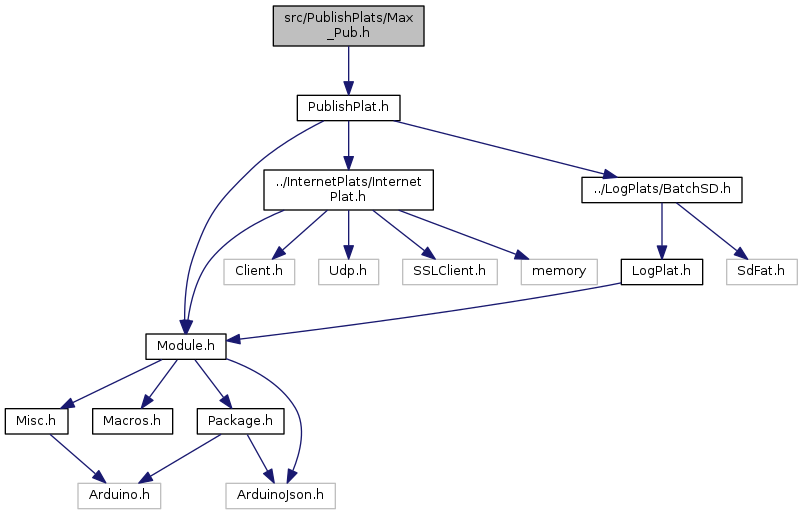 src/PublishPlats/Max
_Pub.h
PublishPlat.h
../InternetPlats/Internet
Plat.h
../LogPlats/BatchSD.h
Client.h
Udp.h
SSLClient.h
memory
LogPlat.h
SdFat.h
Module.h
Misc.h
Macros.h
Package.h
Arduino.h
ArduinoJson.h